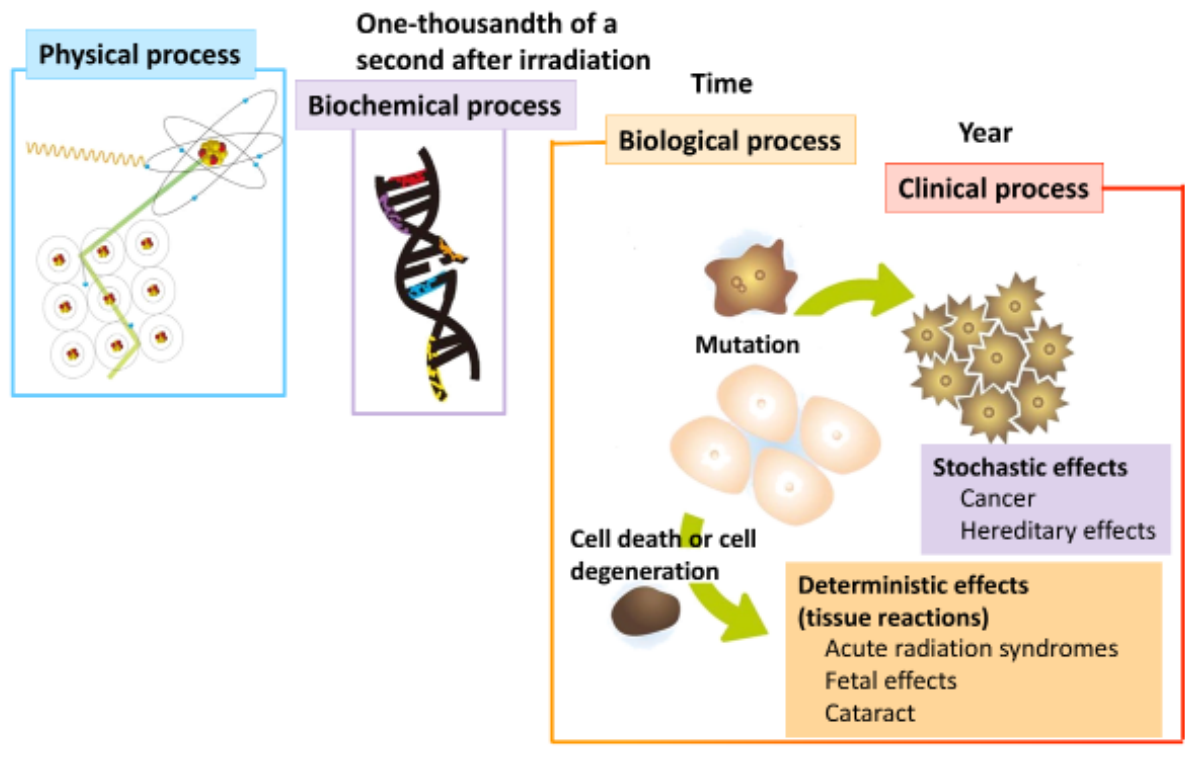 Physical process
One-thousandth of a
second after irradiation
Biochemical process
Time
Biological process
Year
Clinical process
Mutation
Stochastic effects
Cancer
Hereditary effects
Cell death or cell
degeneration
Deterministic effects
(tissue reactions)
Acute radiation syndromes
Fetal effects
Cataract